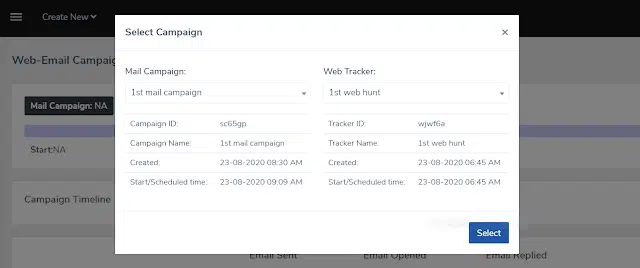 Create New
Select Campaign ×
Web-Email Campaig
Mail Campaign: Web Tracker:
1st mail campaign 1st web hunt
Mail Campaign: NA
Campaign ID: sc65gp Tracker ID: wjwf6a
Campaign Name: 1st mail campaign Tracker Name: 1st web hunt
Start:NA
Created: 23-08-2020 08:30 AM Created: 23-08-2020 06:45 AM
Start/Scheduled time: 23-08-2020 09:09 AM Start/Scheduled time: 23-08-2020 06:45 AM
Campaign Timeline
Select
Email Sent Email Opened Email Replied